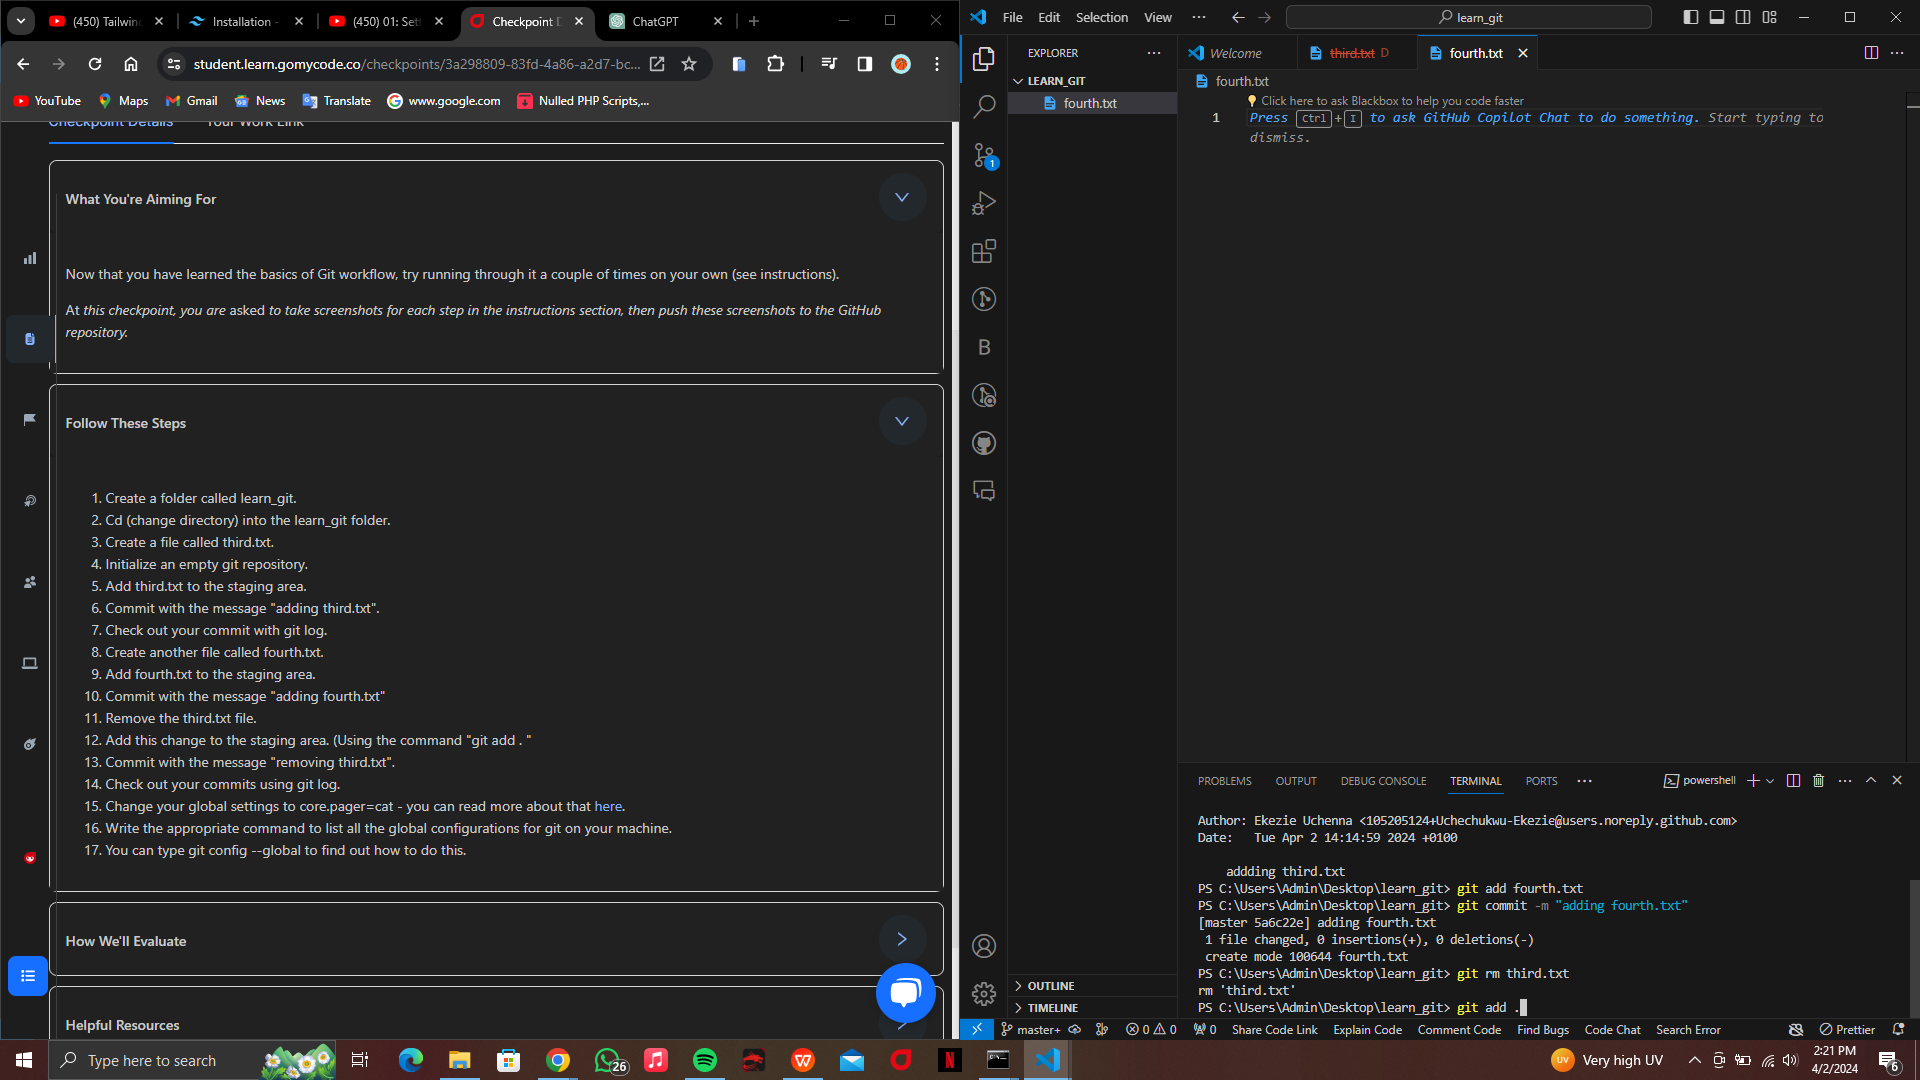 (450) Tailwin
Installation -
(450) 01: Set
Checkpoint D
ChatGPT
student.learn.gomycode.co/checkpoints/3a298809-83fd-4a86-a2d7-bc...
YouTube
Maps
Gmail
News
Translate
www.google.com
Nulled PHP Scripts,...
Checkpoint Details
Your Work Link
What You're Aiming For
Now that you have learned the basics of Git workflow, try running through it a couple of times on your own (see instructions).
At this checkpoint, you are asked to take screenshots for each step in the instructions section, then push these screenshots to the GitHub
repository.
Follow These Steps
1. Create a folder called learn_git.
2. Cd (change directory) into the learn_git folder.
3. Create a file called third.txt.
4. Initialize an empty git repository.
5. Add third.txt to the staging area.
6. Commit with the message "adding third.txt".
7. Check out your commit with git log.
8. Create another file called fourth.txt.
9. Add fourth.txt to the staging area.
10. Commit with the message "adding fourth.txt"
11. Remove the third.txt file.
12. Add this change to the staging area. (Using the command "git add . "
13. Commit with the message "removing third.txt".
14. Check out your commits using git log.
15. Change your global settings to core.pager=cat - you can read more about that here.
16. Write the appropriate command to list all the global configurations for git on your machine.
17. You can type git config --global to find out how to do this.
How We'll Evaluate
Helpful Resources
File Edit Selection View ...
learn_git
EXPLORER
LEARN_GIT
fourth.txt
1
B
OUTLINE
TIMELINE
Welcome
third.txt D
fourth.txt
fourth.txt
Click here to ask Blackbox to help you code faster
1 Press Ctrl + I to ask GitHub Copilot Chat to do something. Start typing to
dismiss.
PROBLEMS OUTPUT DEBUG CONSOLE TERMINAL PORTS ...
powershell
Author: Ekezie Uchenna <105205124+Uchechukwu-Ekezie@users.noreply.github.com>
Date: Tue Apr 2 14:14:59 2024 +0100
addding third.txt
PS C:\Users\Admin\Desktop\learn_git> git add fourth.txt
PS C:\Users\Admin\Desktop\learn_git> git commit -m "adding fourth.txt"
[master 5a6c22e] adding fourth.txt
1 file changed, 0 insertions(+), 0 deletions(-)
create mode 100644 fourth.txt
PS C:\Users\Admin\Desktop\learn_git> git rm third.txt
rm 'third.txt'
PS C:\Users\Admin\Desktop\learn_git> git add .
master+ 0 0 0 Share Code Link Explain Code Comment Code Find Bugs Code Chat Search Error Prettier
Type here to search
26
N
UV Very high UV
2:21 PM
4/2/2024
6